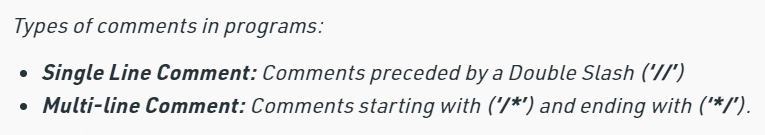 Types of comments in programs:
• Single Line Comment: Comments preceded by a Double Slash (‘//’)
• Multi-line Comment: Comments starting with (‘/*’) and ending with (‘*/’).